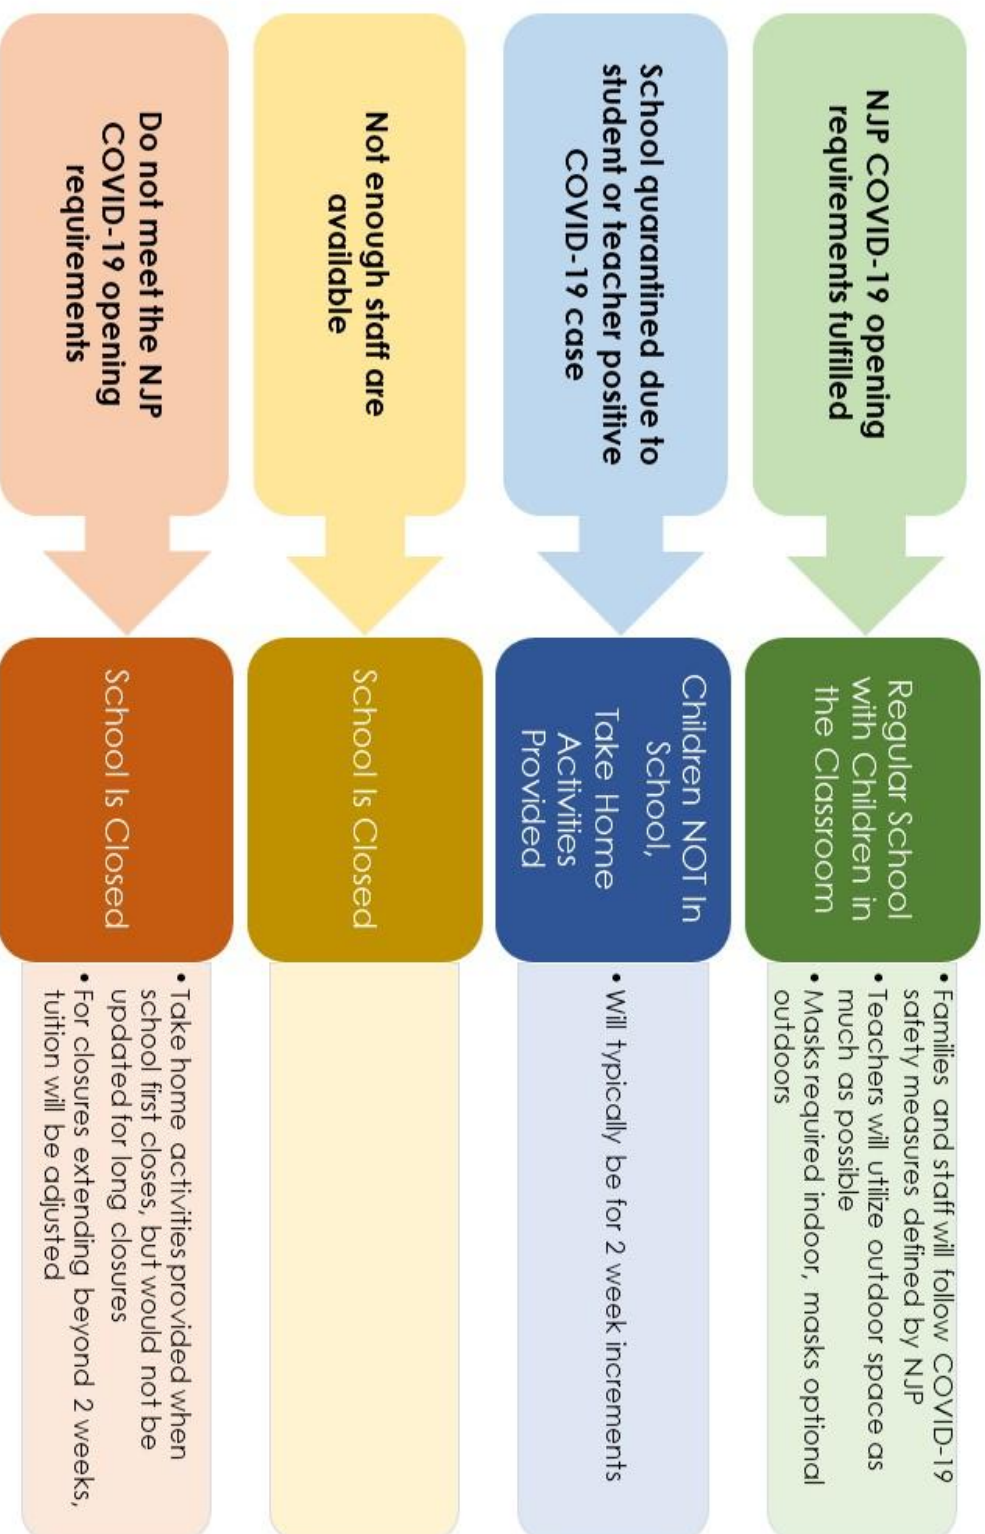 NJP COVID-19 opening
requirements fulfilled
Regular School
with Children in
the Classroom
• Families and staff will follow COVID-19
safety measures defined by NJP
• Teachers will utilize outdoor space as
much as possible
• Masks required indoor, masks optional
outdoors
School quarantined due to
student or teacher positive
COVID-19 case
Children NOT In
School,
Take Home
Activities
Provided
• Will typically be for 2 week increments
Not enough staff are
available
School Is Closed
Do not meet the NJP
COVID-19 opening
requirements
School Is Closed
• Take home activities provided when
school first closes, but would not be
updated for long closures
• For closures extending beyond 2 weeks,
tuition will be adjusted